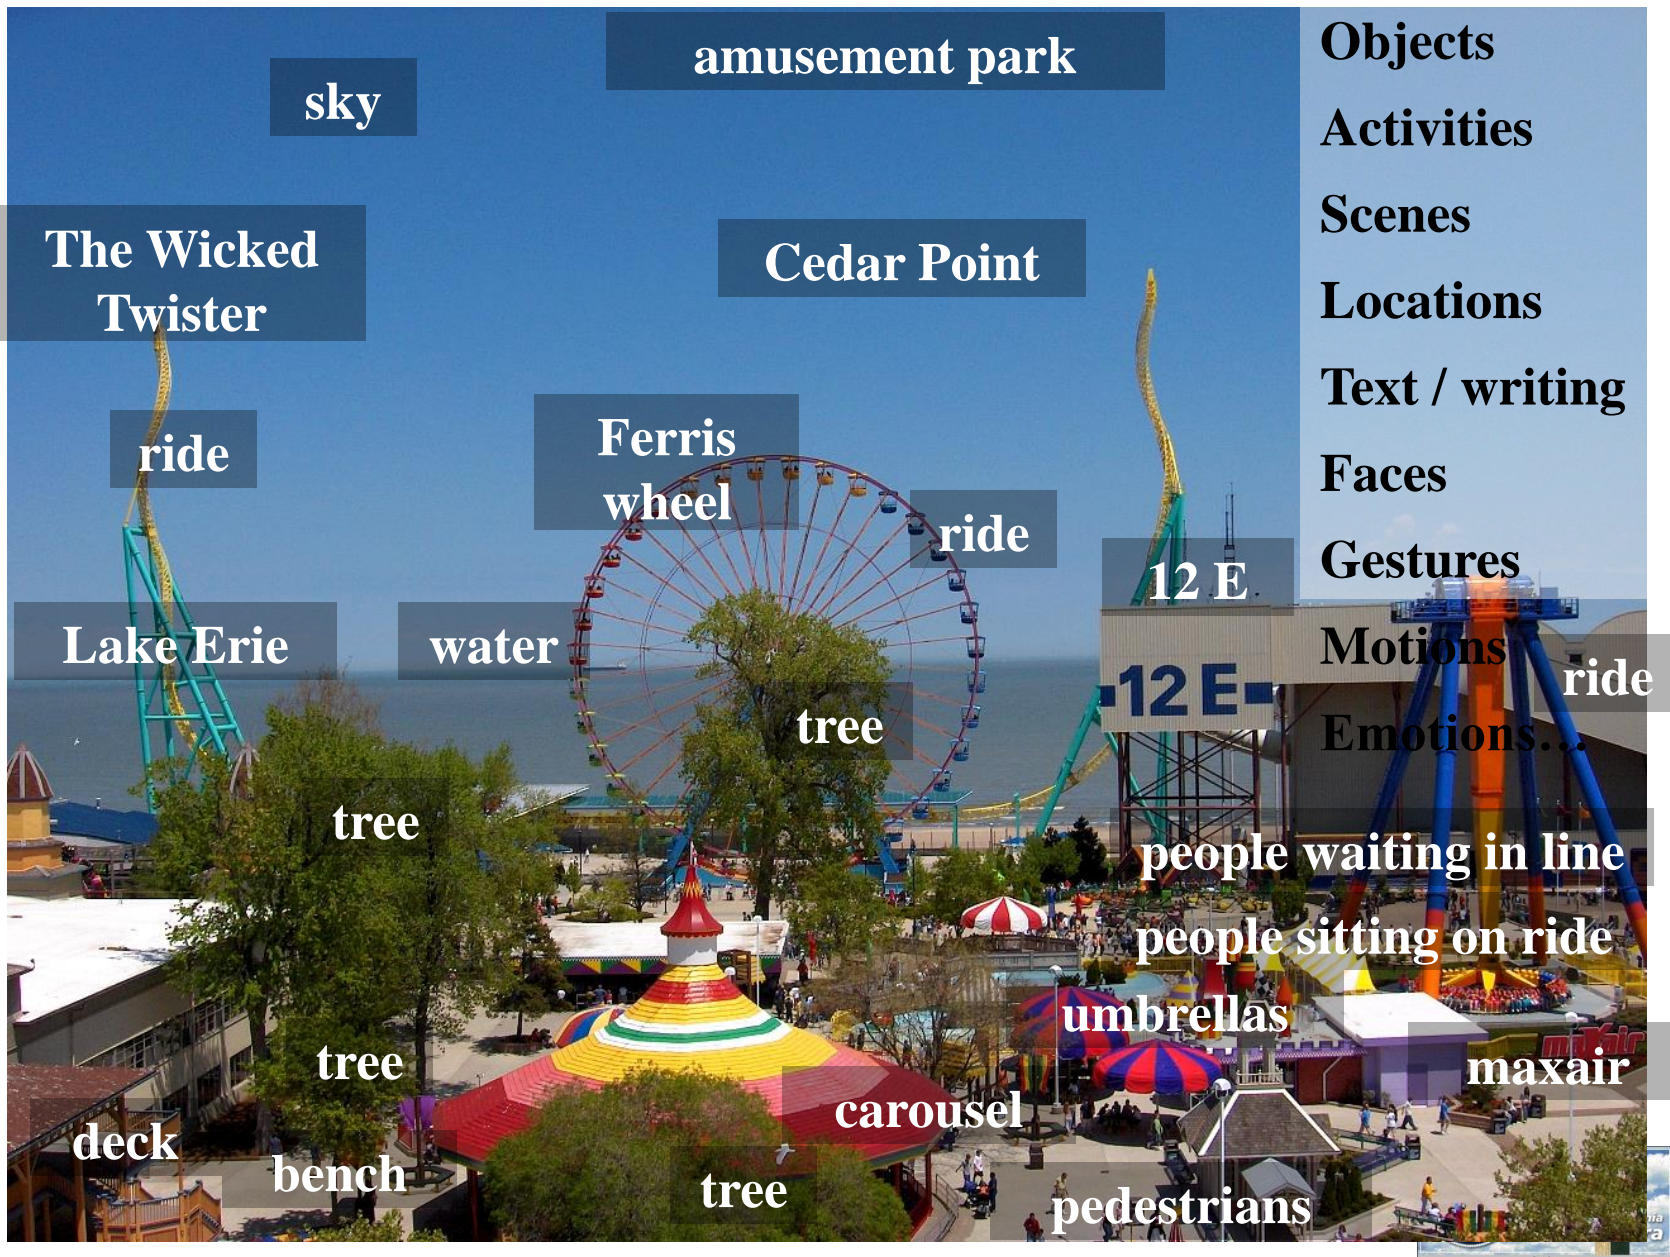 amusement park
sky
The Wicked
Twister
Cedar Point
ride
Ferris
wheel
ride
12 E
Lake Erie
water
12 E
ride
tree
tree
people waiting in line
people sitting on ride
umbrellas
tree
maxair
maxair
carousel
deck
bench
tree
pedestrians
Objects
Activities
Scenes
Locations
Text / writing
Faces
Gestures
Motions
Emotions…